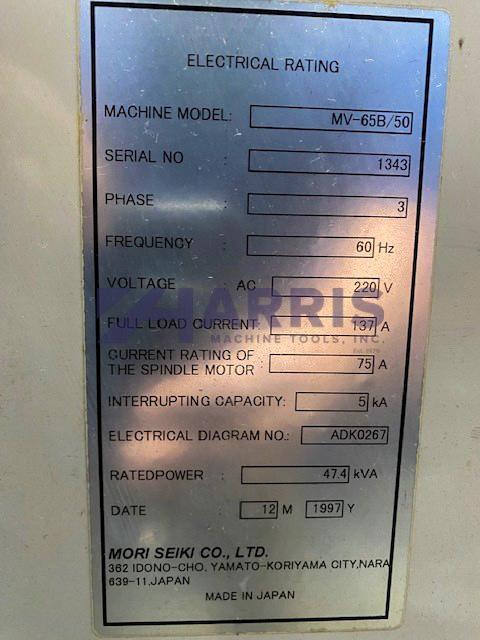 ELECTRICAL RATING
MACHINE MODEL: MV-65B/50
SERIAL NO : 1343
PHASE : 3
FREQUENCY : 60 Hz
VOLTAGE : AC 220 V
HARRIS
MACHINE TOOLS, INC.
FULL LOAD CURRENT: 137 A
CURRENT RATING OF
THE SPINDLE MOTOR 75 A
INTERRUPTING CAPACITY: 5 kA
ELECTRICAL DIAGRAM NO.: ADK0267
RATEDPOWER : 47.4 kVA
DATE : 12 M 1997 Y
MORI SEIKI CO., LTD.
362 IDONO-CHO, YAMATO-KORIYAMA CITY,NARA
639-11,JAPAN
MADE IN JAPAN